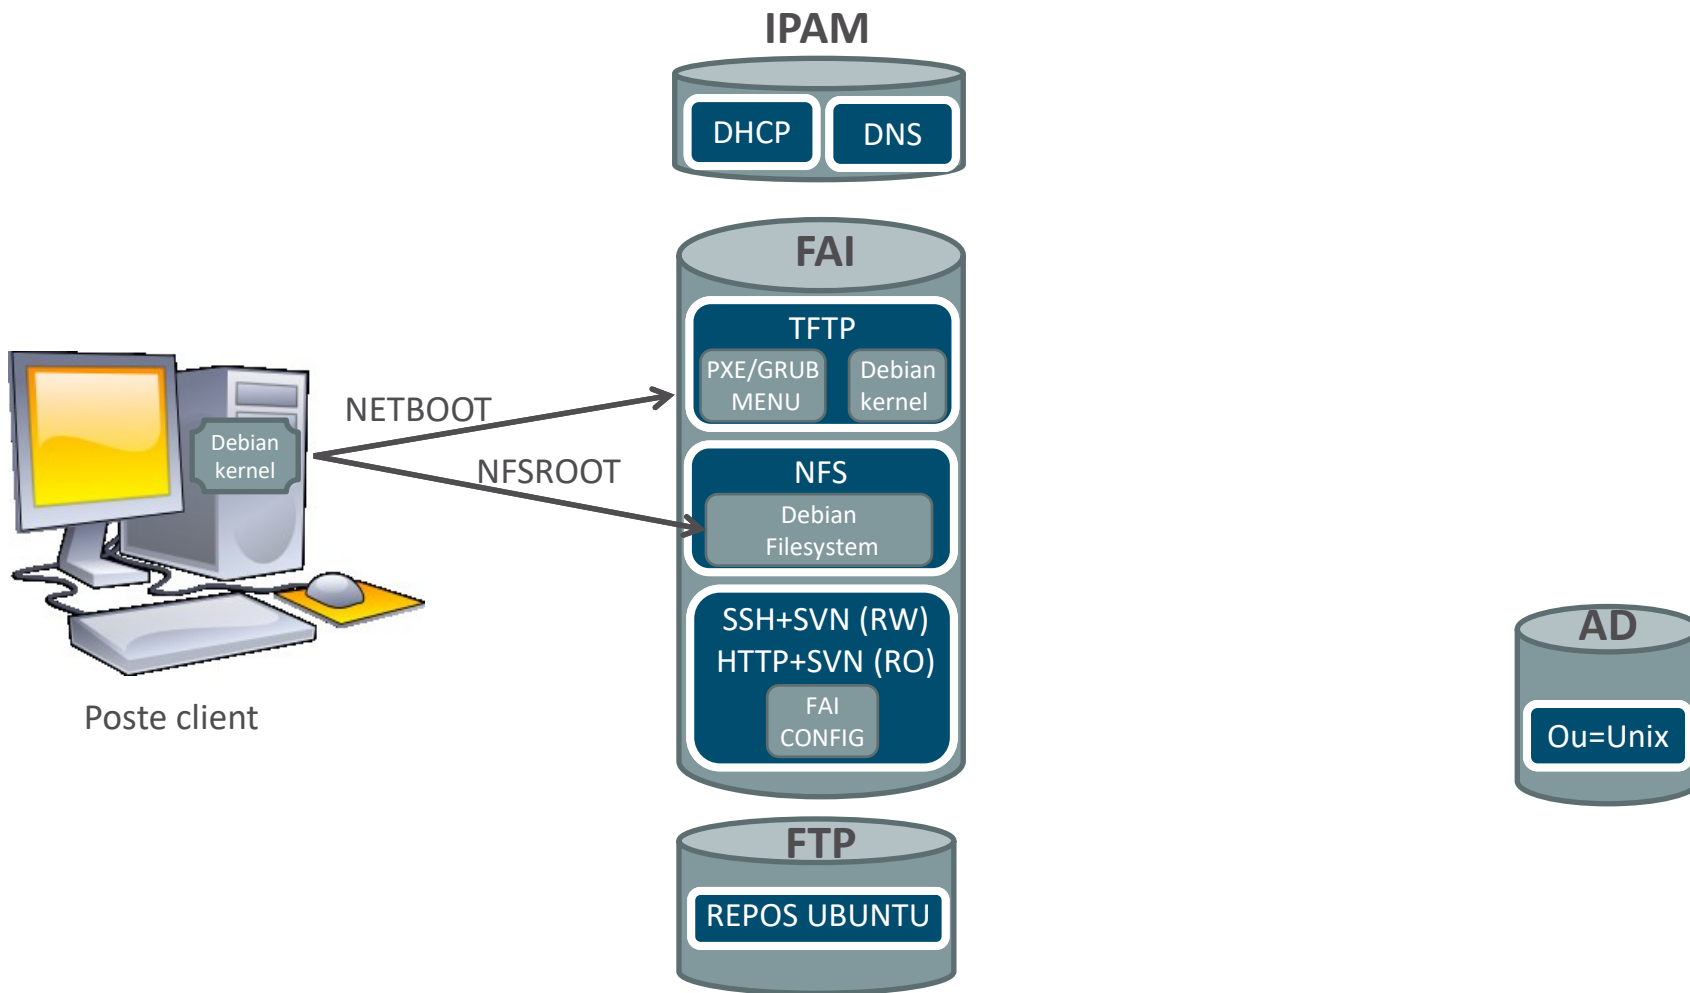 IPAM
DHCP
DNS
FAI
TFTP
PXE/GRUB
MENU
Debian
kernel
NETBOOT
Debian
kernel
NFSROOT
NFS
Debian
Filesystem
SSH+SVN (RW)
HTTP+SVN (RO)
FAI
CONFIG
Poste client
AD
Ou=Unix
FTP
REPOS UBUNTU